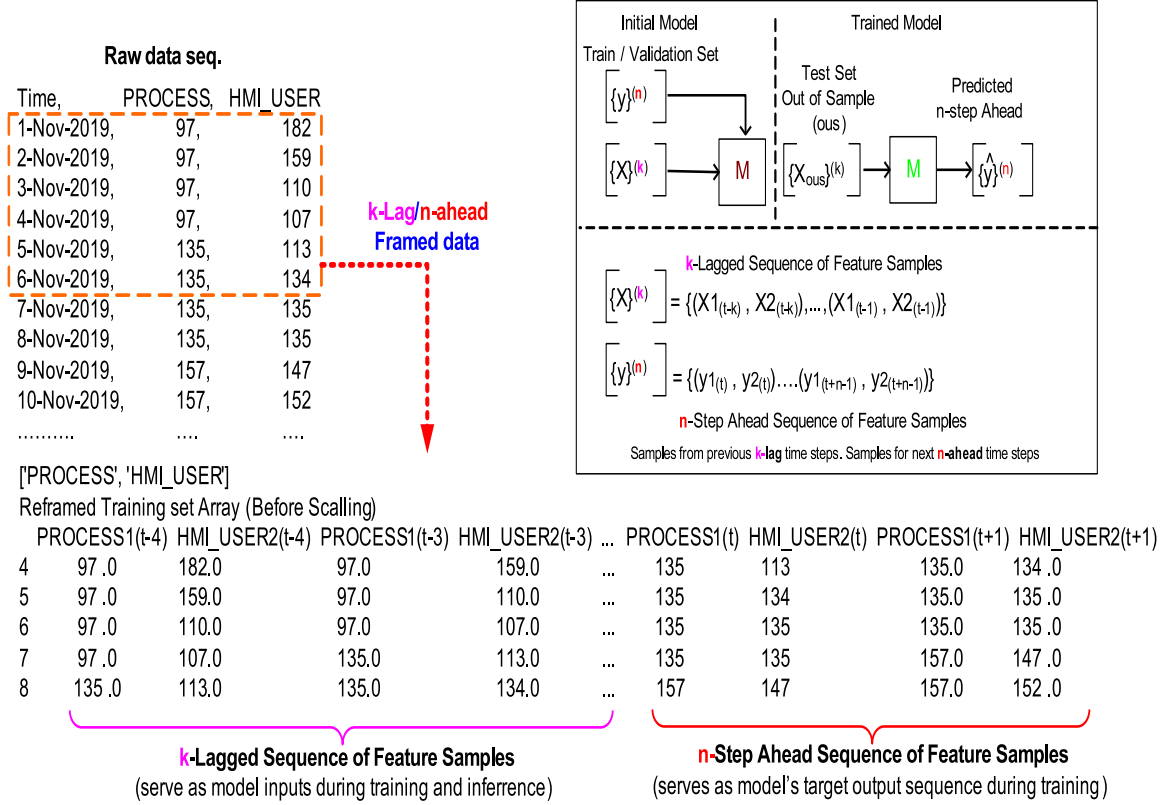 Raw data seq.
Time, PROCESS, HMI_USER
1-Nov-2019, 97, 182
2-Nov-2019, 97, 159
3-Nov-2019, 97, 110
4-Nov-2019, 97, 107
5-Nov-2019, 135, 113
6-Nov-2019, 135, 134
7-Nov-2019, 135, 135
8-Nov-2019, 135, 135
9-Nov-2019, 157, 147
10-Nov-2019, 157, 152
.......... .... ....
k-Lag/n-ahead
Framed data
Initial Model
Train / Validation Set
{y}(n)
{X}(k)
M
Trained Model
Test Set
Out of Sample
(ous)
Predicted
n-step Ahead
{Xous}(k)
M
{ŷ}(n)
k-Lagged Sequence of Feature Samples
[{X}(k)] = {(X1(t-k) , X2(t-k)),...,(X1(t-1) , X2(t-1))}
[{y}(n)] = {(y1(t) , y2(t))....(y1(t+n-1) , y2(t+n-1))}
n-Step Ahead Sequence of Feature Samples
Samples from previous k-lag time steps. Samples for next n-ahead time steps
['PROCESS', 'HMI_USER']
Reframed Training set Array (Before Scalling)
PROCESS1(t-4) HMI_USER2(t-4) PROCESS1(t-3) HMI_USER2(t-3) ... PROCESS1(t) HMI_USER2(t) PROCESS1(t+1) HMI_USER2(t+1)
4 97 .0 182.0 97.0 159.0 ... 135 113 135.0 134 .0
5 97 .0 159.0 97.0 110.0 ... 135 134 135.0 135 .0
6 97 .0 110.0 97.0 107.0 ... 135 135 135.0 135 .0
7 97 .0 107.0 135.0 113.0 ... 135 135 157.0 147 .0
8 135 .0 113.0 135.0 134.0 ... 157 147 157.0 152 .0
k-Lagged Sequence of Feature Samples
(serve as model inputs during training and inferrence)
n-Step Ahead Sequence of Feature Samples
(serves as model's target output sequence during training)